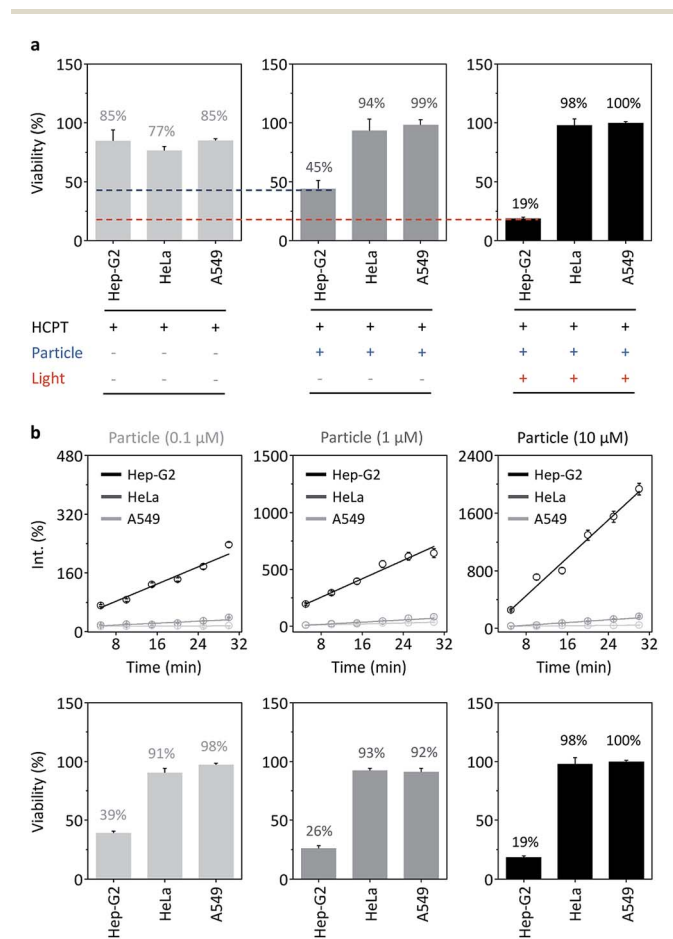 a
150
100
50
0
Viability (%)
85%
77%
85%
Hep-G2
HeLa
A549
150
100
50
0
45%
94%
99%
Hep-G2
HeLa
A549
150
100
50
0
19%
98%
100%
Hep-G2
HeLa
A549
HCPT + + + + + + + + +
Particle - - - + + + + + +
Light - - - - - - + + +
b
Particle (0.1 μM)
480
320
160
0
Int. (%)
Hep-G2
HeLa
A549
8 16 24 32
Time (min)
Particle (1 μM)
1500
1000
500
0
Hep-G2
HeLa
A549
8 16 24 32
Time (min)
Particle (10 μM)
2400
1600
800
0
Hep-G2
HeLa
A549
8 16 24 32
Time (min)
150
100
50
0
Viability (%)
39%
91%
98%
Hep-G2
HeLa
A549
150
100
50
0
26%
93%
92%
Hep-G2
HeLa
A549
150
100
50
0
19%
98%
100%
Hep-G2
HeLa
A549